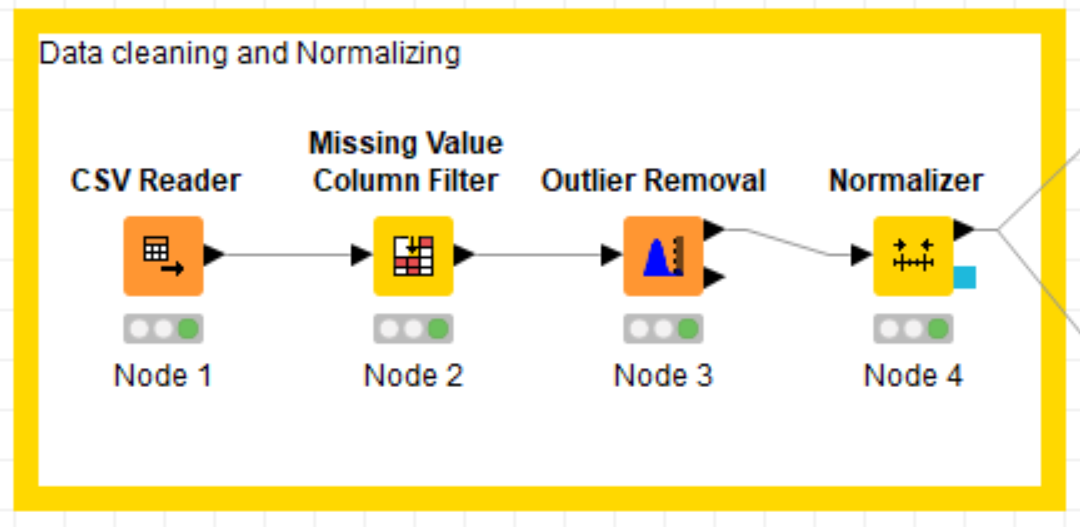 Data cleaning and Normalizing
Missing Value
CSV Reader Column Filter Outlier Removal Normalizer
Node 1 Node 2 Node 3 Node 4